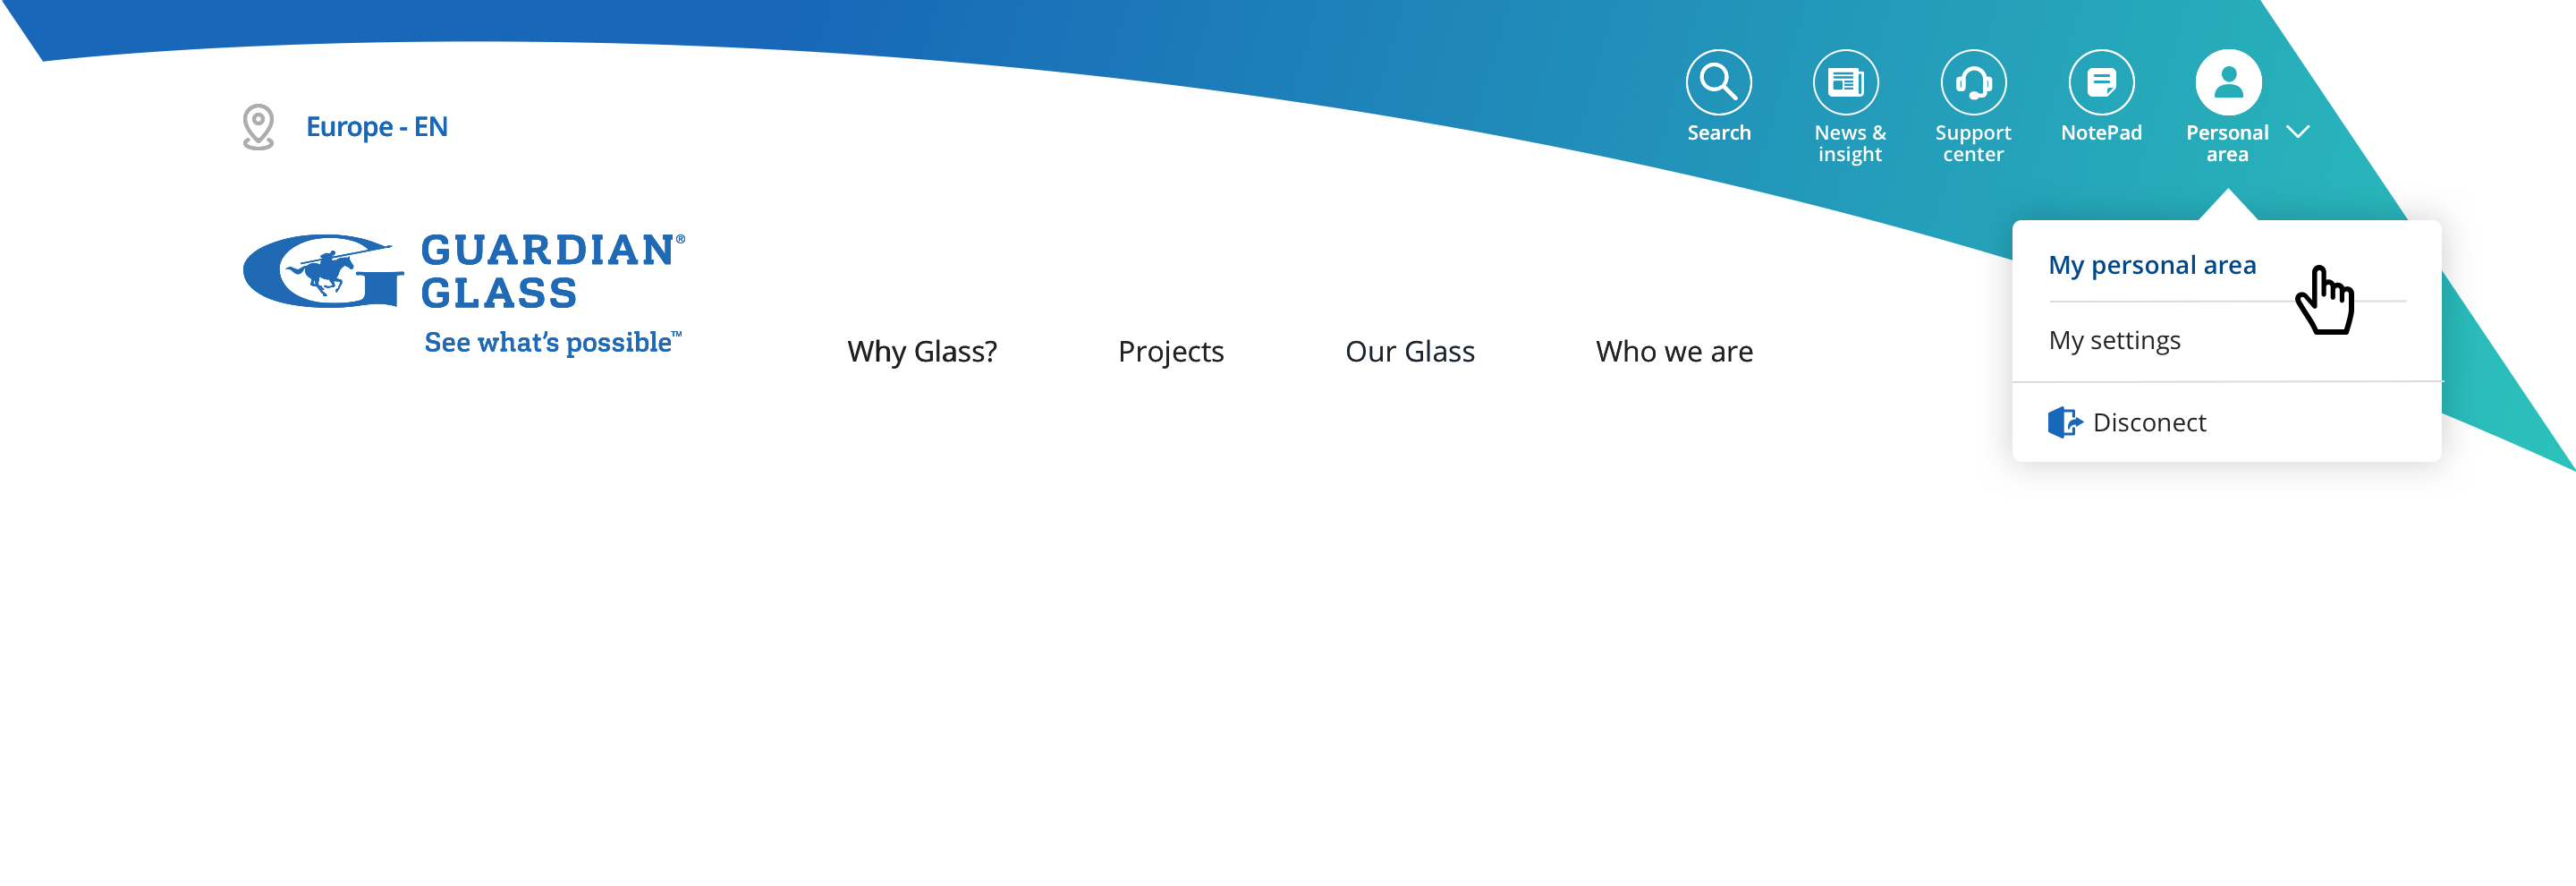 Search
News &
insight
Support
center
NotePad
Personal
area
Europe - EN
GUARDIAN®
GLASS
See what's possible™
Why Glass?
Projects
Our Glass
Who we are
My personal area
My settings
Disconect